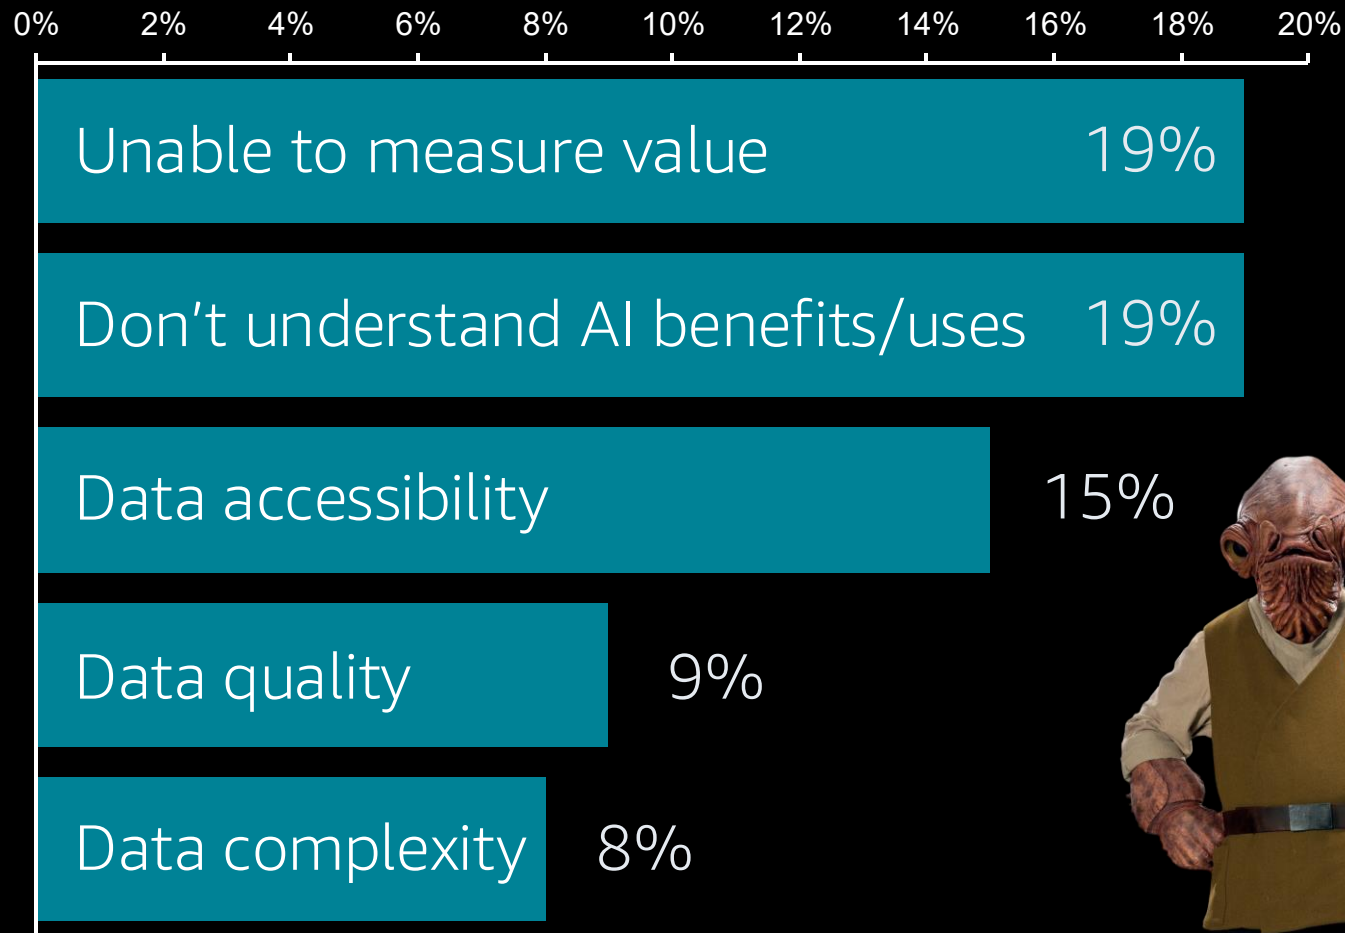 0% 2% 4% 6% 8% 10% 12% 14% 16% 18% 20%
Unable to measure value 19%
Don’t understand AI benefits/uses 19%
Data accessibility 15%
Data quality 9%
Data complexity 8%